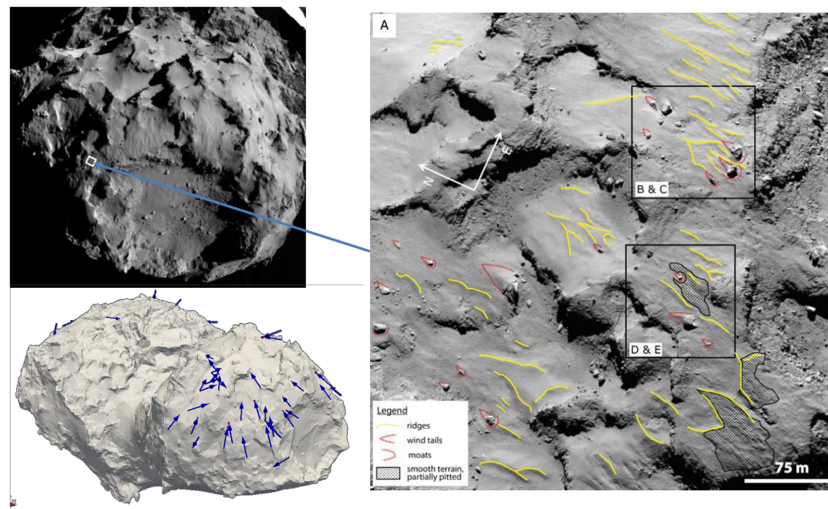 A
E
N
B & C
D & E
Legend
ridges
wind tails
moats
smooth terrain,
partially pitted
75 m